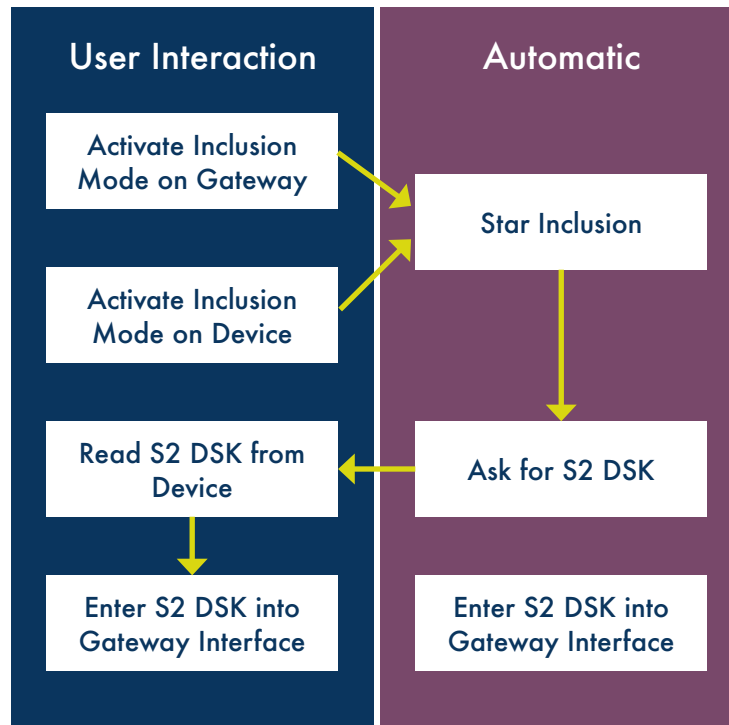 User Interaction
Automatic
Activate Inclusion
Mode on Gateway
Star Inclusion
Activate Inclusion
Mode on Device
Read S2 DSK from
Device
Ask for S2 DSK
Enter S2 DSK into
Gateway Interface
Enter S2 DSK into
Gateway Interface